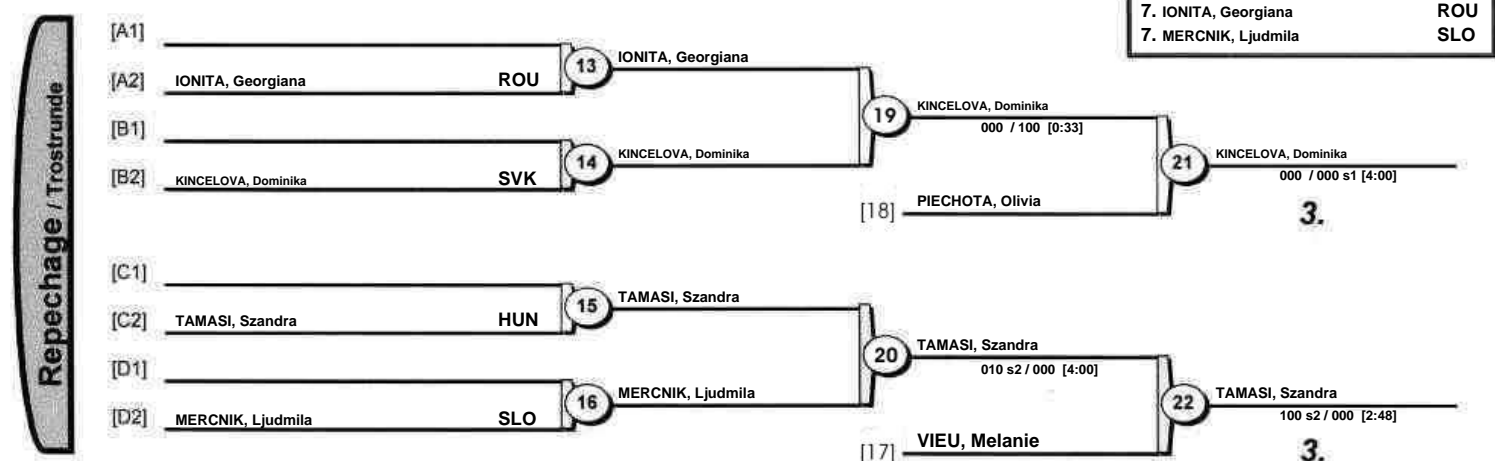 7. IONITA, Georgiana ROU
7. MERCNIK, Ljudmila SLO
Repechage / Trostrunde
[A1]
[A2] IONITA, Georgiana ROU
13 IONITA, Georgiana
[B1]
[B2] KINCELOVA, Dominika SVK
14 KINCELOVA, Dominika
19 KINCELOVA, Dominika
000 / 100 [0:33]
[18] PIECHOTA, Olivia
21 KINCELOVA, Dominika
000 / 000 s1 [4:00]
3.
[C1]
[C2] TAMASI, Szandra HUN
15 TAMASI, Szandra
[D1]
[D2] MERCNIK, Ljudmila SLO
16 MERCNIK, Ljudmila
20 TAMASI, Szandra
010 s2 / 000 [4:00]
[17] VIEU, Melanie
22 TAMASI, Szandra
100 s2 / 000 [2:48]
3.